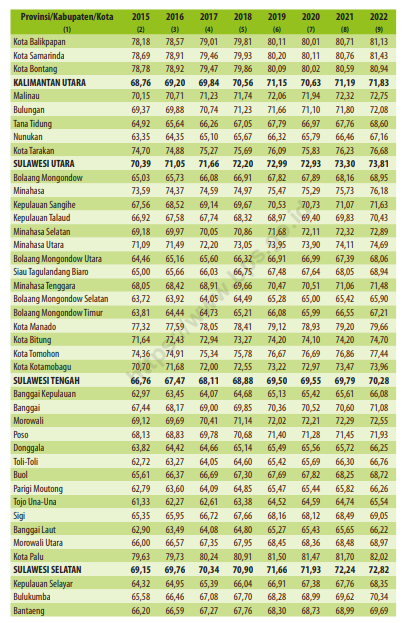 Provinsi/Kabupaten/Kota 2015 2016 2017 2018 2019 2020 2021 2022
(1) (2) (3) (4) (5) (6) (7) (8) (9)
Kota Balikpapan 78,18 78,57 79,01 79,81 80,11 80,01 80,71 81,13
Kota Samarinda 78,69 78,91 79,46 79,93 80,20 80,11 80,76 81,43
Kota Bontang 78,78 78,92 79,47 79,86 80,09 80,02 80,59 80,94
KALIMANTAN UTARA 68,76 69,20 69,84 70,56 71,15 70,63 71,19 71,83
Malinau 70,15 70,71 71,23 71,74 72,06 71,94 72,32 72,75
Bulungan 69,37 69,88 70,74 71,23 71,66 71,10 71,80 72,08
Tana Tidung 64,92 65,64 66,26 67,05 67,79 66,97 67,76 68,60
Nunukan 63,35 64,35 65,10 65,67 66,32 65,79 66,46 67,16
Kota Tarakan 74,70 74,88 75,27 75,69 76,09 75,83 76,23 76,68
SULAWESI UTARA 70,39 71,05 71,66 72,20 72,99 72,93 73,30 73,81
Bolaang Mongondow 65,03 65,73 66,08 66,91 67,82 67,89 68,16 68,95
Minahasa 73,59 74,37 74,59 74,97 75,47 75,29 75,73 76,18
Kepulauan Sangihe 67,56 68,52 69,14 69,67 70,53 70,73 71,07 71,63
Kepulauan Talaud 66,92 67,58 67,74 68,32 68,97 69,40 69,83 70,43
Minahasa Selatan 69,18 69,97 70,05 70,86 71,68 72,11 72,32 72,89
Minahasa Utara 71,09 71,49 72,20 73,05 73,95 73,90 74,11 74,69
Bolaang Mongondow Utara 64,46 65,16 65,60 66,32 66,91 66,99 67,39 68,06
Siau Tagulandang Biaro 65,00 65,66 66,03 66,75 67,48 67,64 68,05 68,94
Minahasa Tenggara 68,05 68,42 68,91 69,66 70,47 70,51 71,06 71,48
Bolaang Mongondow Selatan 63,72 63,92 64,05 64,49 65,28 65,00 65,42 65,90
Bolaang Mongondow Timur 63,81 64,44 64,73 65,21 66,08 65,99 66,55 67,21
Kota Manado 77,32 77,59 78,05 78,41 79,12 78,93 79,20 79,66
Kota Bitung 71,64 72,43 72,94 73,27 74,20 74,10 74,20 74,70
Kota Tomohon 74,36 74,91 75,34 75,78 76,67 76,69 77,86 77,44
Kota Kotamobagu 70,70 71,68 72,00 72,55 73,22 72,97 73,47 73,96
SULAWESI TENGAH 66,76 67,47 68,11 68,88 69,50 69,55 69,79 70,28
Banggai Kepulauan 62,97 63,45 64,07 64,68 65,13 65,42 65,61 66,08
Banggai 67,44 68,17 69,00 69,85 70,36 70,52 70,60 71,08
Morowali 69,12 69,69 70,41 71,14 72,02 72,21 72,29 72,55
Poso 68,13 68,83 69,78 70,68 71,40 71,28 71,45 71,93
Donggala 63,82 64,42 64,66 65,14 65,49 65,56 65,72 66,25
Toli-Toli 62,72 63,27 64,05 64,60 65,42 65,69 66,30 66,76
Buol 65,61 66,37 66,69 67,30 67,69 67,82 68,25
Parigi Moutong 62,79 63,60 64,09 64,85 65,47 65,44 65,82 66,26
Tojo Una-Una 61,33 62,27 62,61 63,38 64,52 64,59 64,74 65,54
Sigi 65,35 65,95 66,72 67,66 68,16 68,12 68,49 69,05
Banggai Laut 62,90 63,49 64,08 64,80 65,27 65,43 65,65 66,22
Morowali Utara 66,00 66,57 67,35 67,95 68,45 68,36 68,48 68,97
Kota Palu 79,63 79,73 80,24 80,91 81,50 81,47 81,70 82,02
SULAWESI SELATAN 69,15 69,76 70,34 70,90 71,66 71,93 72,24 72,82
Kepulauan Selayar 64,32 64,95 65,39 66,04 66,91 67,38 67,76 68,35
Bulukumba 65,58 66,46 67,08 67,70 68,28 68,99 69,62 70,34
Bantaeng 66,20 66,59 67,27 67,76 68,30 68,73 68,99 69,69